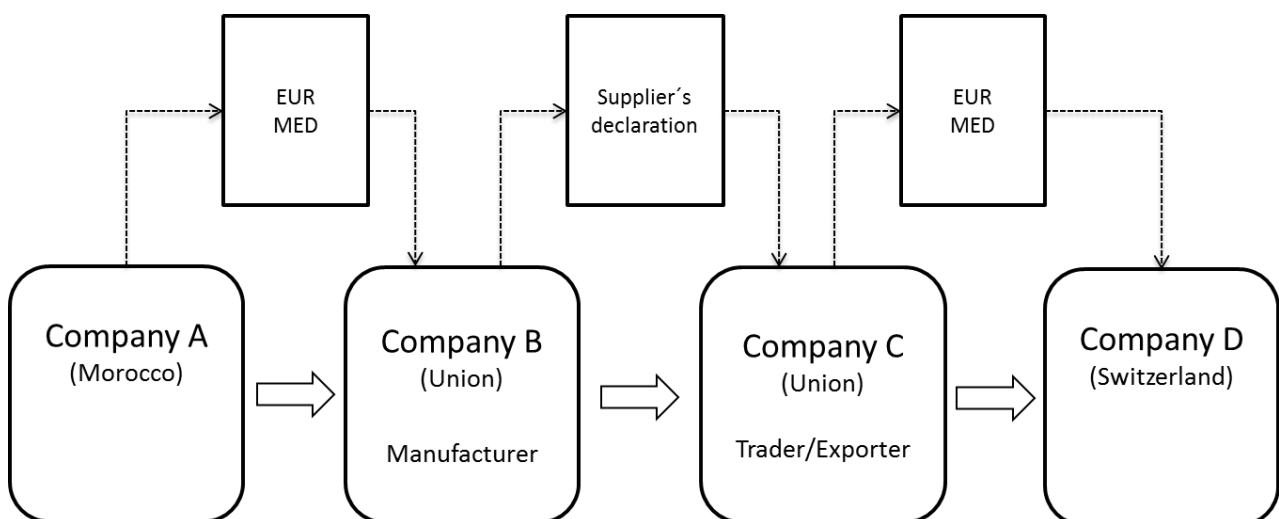 EUR
MED
Supplier´s
declaration
EUR
MED
Company A
(Morocco)
Company B
(Union)
Manufacturer
Company C
(Union)
Trader/Exporter
Company D
(Switzerland)